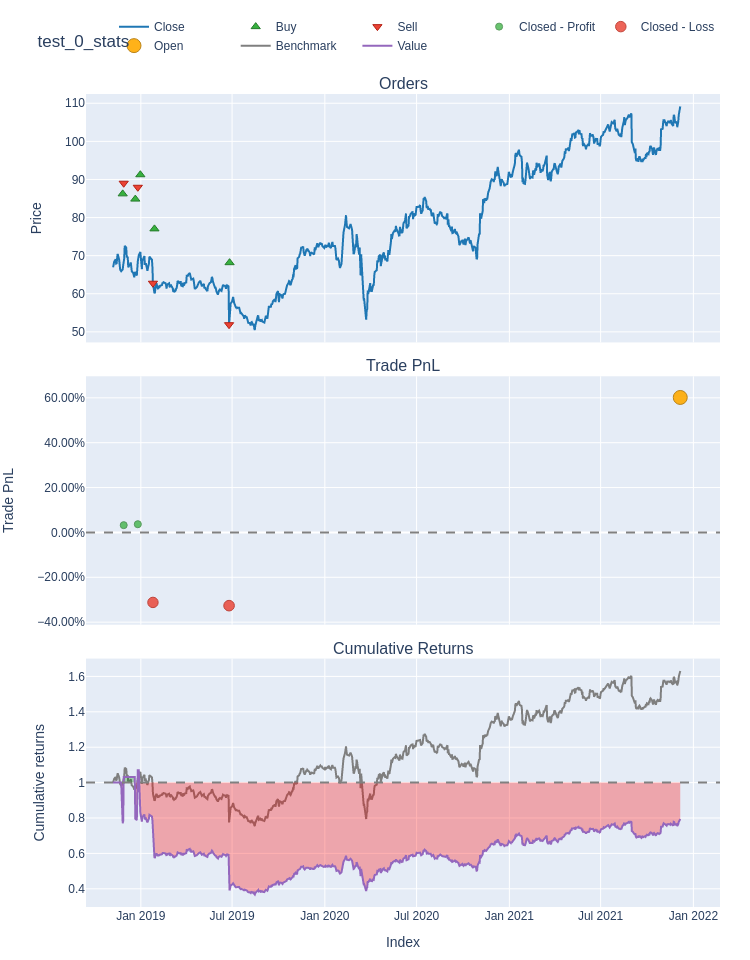 test_0_stats
Close
Buy
Sell
Closed - Profit
Closed - Loss
Open
Benchmark
Value
Orders
110
100
90
80
70
60
50
Price
Trade PnL
60.00%
40.00%
20.00%
0.00%
−20.00%
−40.00%
Trade PnL
Cumulative Returns
1.6
1.4
1.2
1
0.8
0.6
0.4
Cumulative returns
Jan 2019
Jul 2019
Jan 2020
Jul 2020
Jan 2021
Jul 2021
Jan 2022
Index